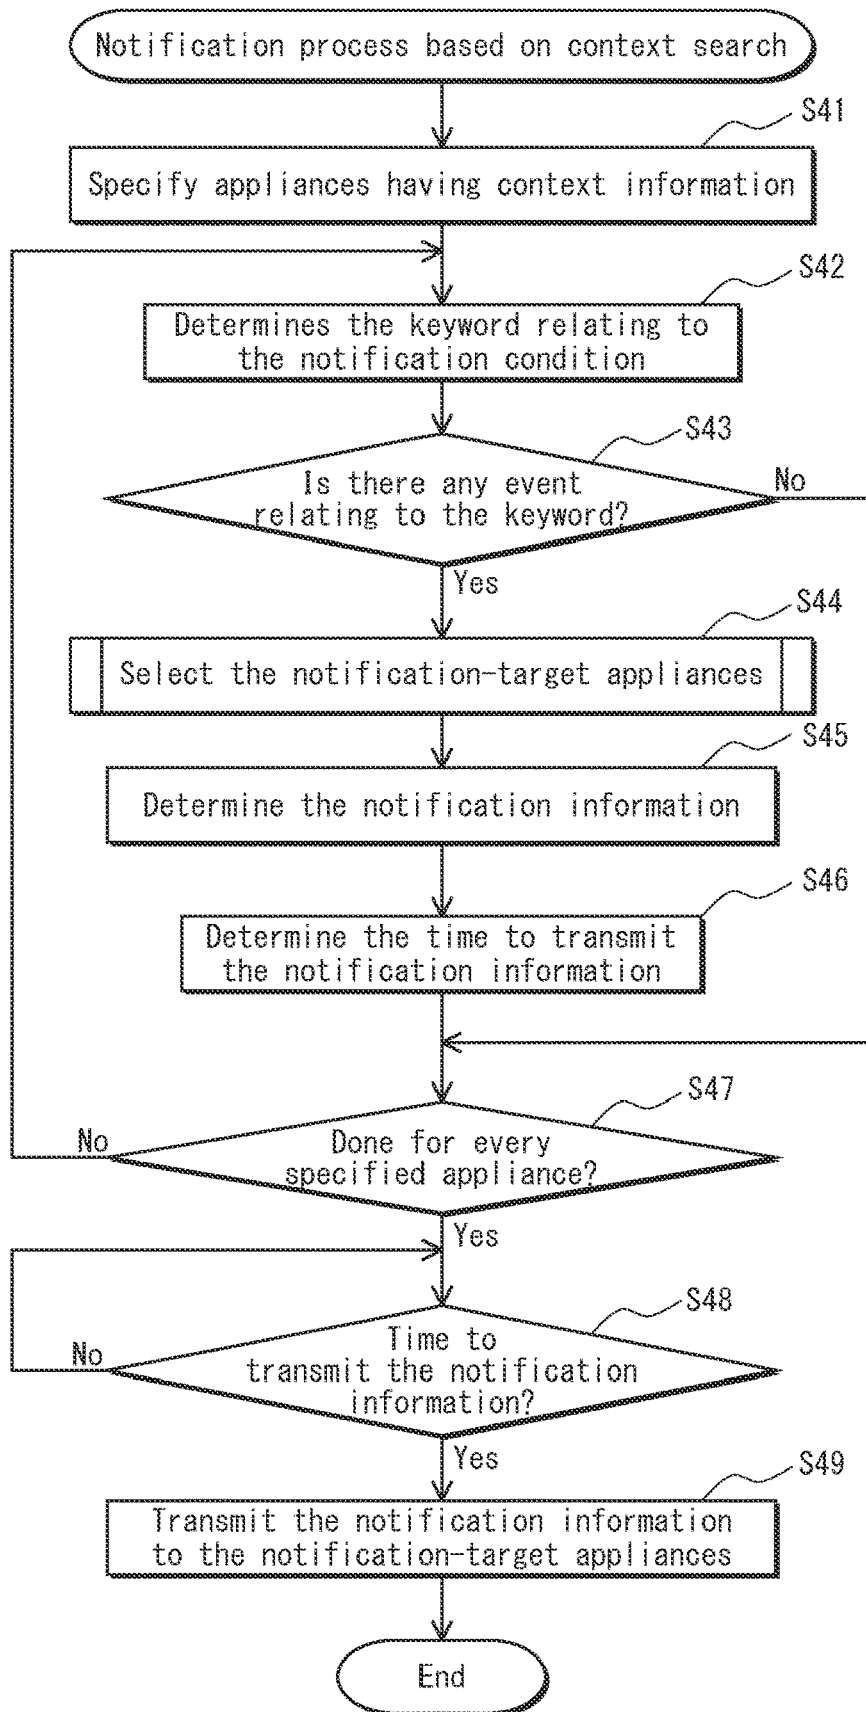 Notification process based on context search
S41
Specify appliances having context information
S42
Determines the keyword relating to
the notification condition
S43
Is there any event
relating to the keyword?
No
Yes
S44
Select the notification-target appliances
S45
Determine the notification information
S46
Determine the time to transmit
the notification information
S47
No
Done for every
specified appliance?
Yes
S48
Time to
No
transmit the notification
information?
Yes
S49
Transmit the notification information
to the notification-target appliances
End